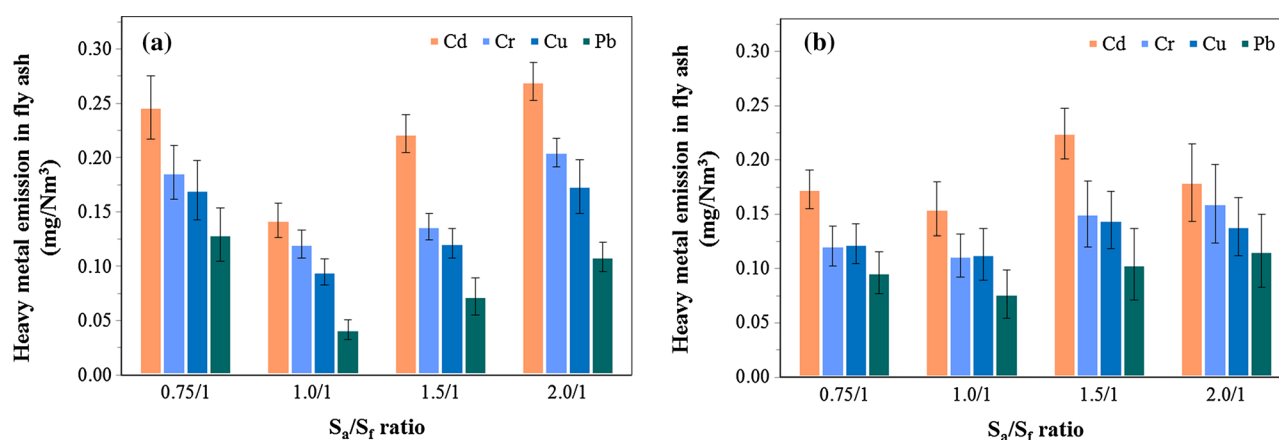 (a)
Cd Cr Cu Pb
Heavy metal emission in fly ash
(mg/Nm³)
0.30
0.25
0.20
0.15
0.10
0.05
0.00
0.75/1 1.0/1 1.5/1 2.0/1
Sa/Sf ratio
(b)
Cd Cr Cu Pb
Heavy metal emission in fly ash
(mg/Nm³)
0.30
0.25
0.20
0.15
0.10
0.05
0.00
0.75/1 1.0/1 1.5/1 2.0/1
Sa/Sf ratio